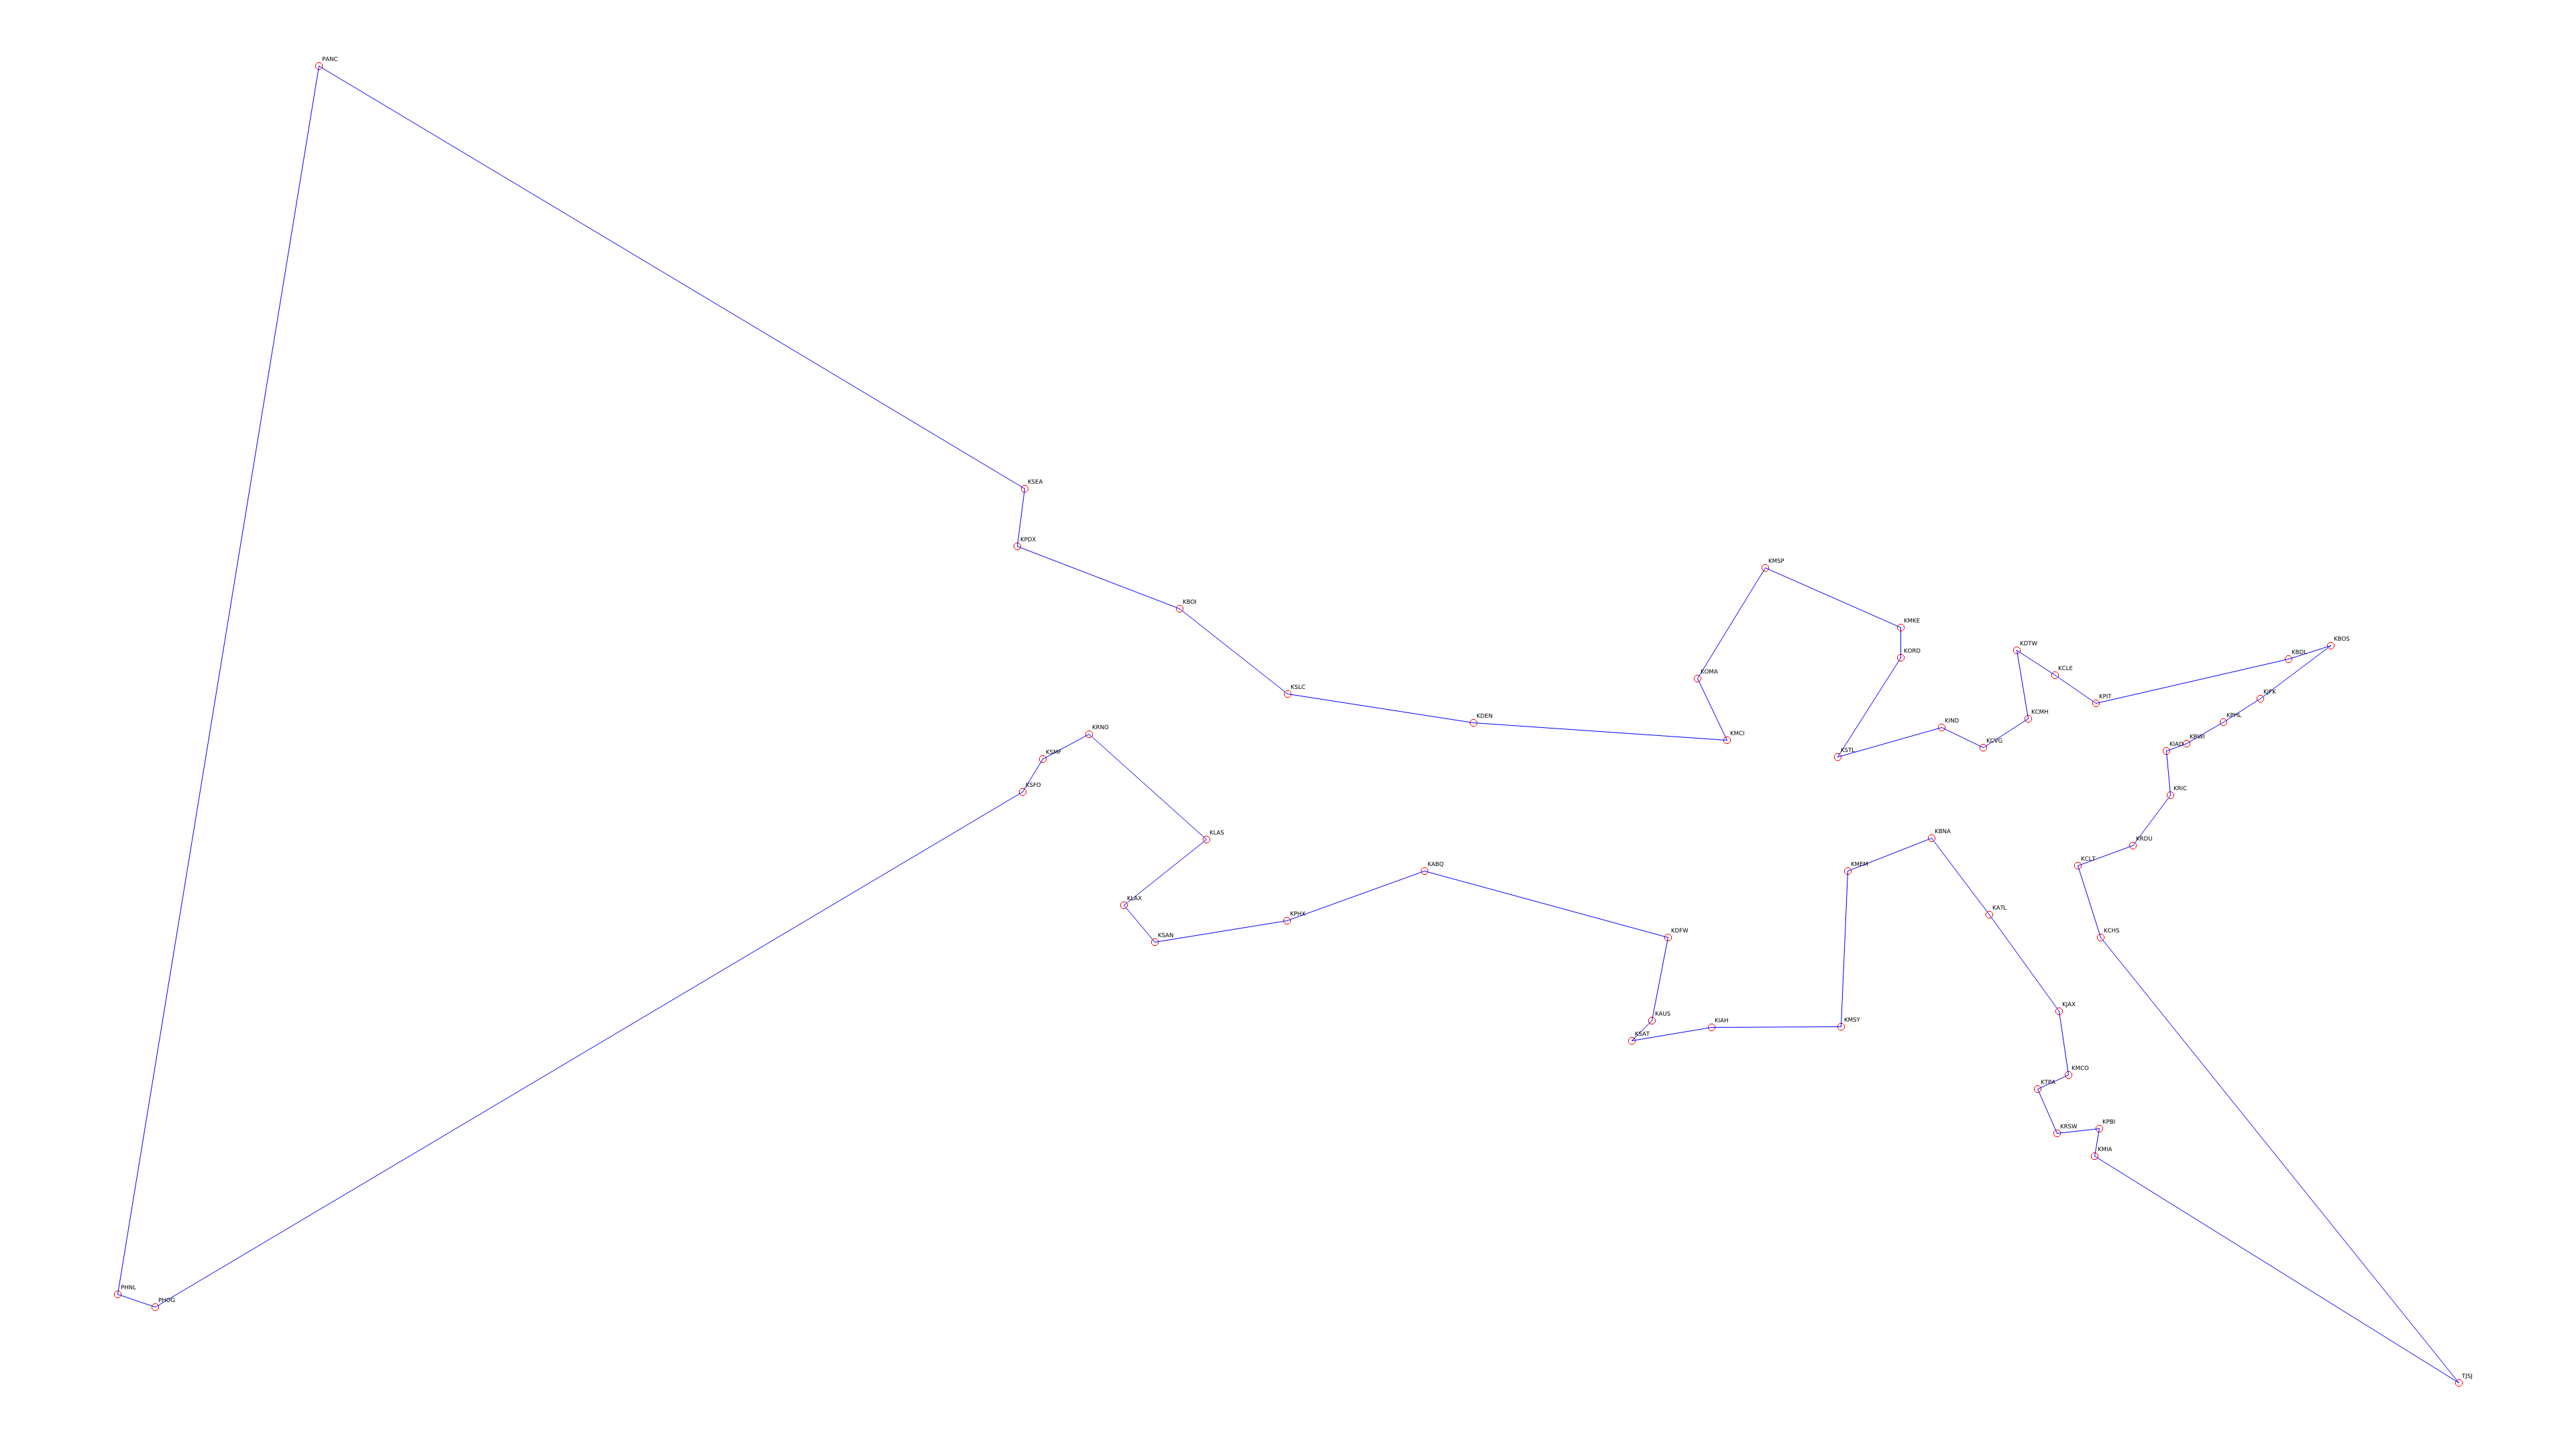 PANC
KSEA
KPDX
KMSP
KBOI
KMKE
KBOS
KDTW
KORD
KBDL
KCLE
KOMA
KSLC
KJFK
KPIT
KCMH
KDEN
KPHL
KIND
KRNO
KMCI
KBWI
KCVG
KIAD
KSTL
KSMF
KSFO
KRIC
KBNA
KLAS
KRDU
KCLT
KABQ
KMEM
KLAX
KATL
KPHX
KDFW
KCHS
KSAN
KJAX
KAUS
KMSY
KIAH
KSAT
KMCO
KTPA
KPBI
KRSW
KMIA
PHNL
PHOG
TJSJ